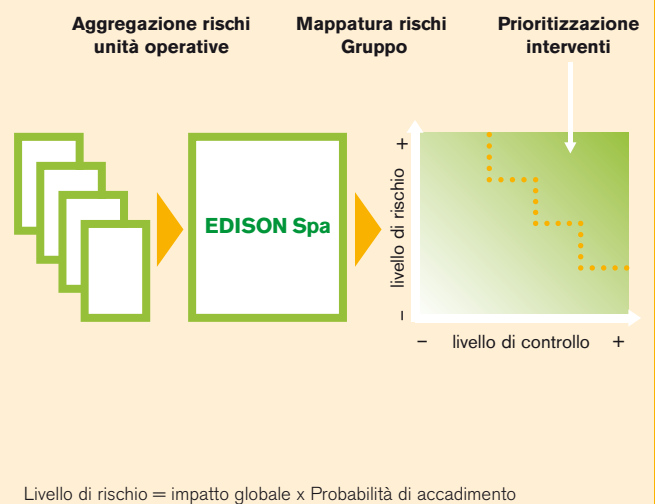 Aggregazione rischi
unità operative
Mappatura rischi
Gruppo
Prioritizzazione
interventi
EDISON Spa
+
livello di rischio
–
– livello di controllo +
Livello di rischio = impatto globale x Probabilità di accadimento